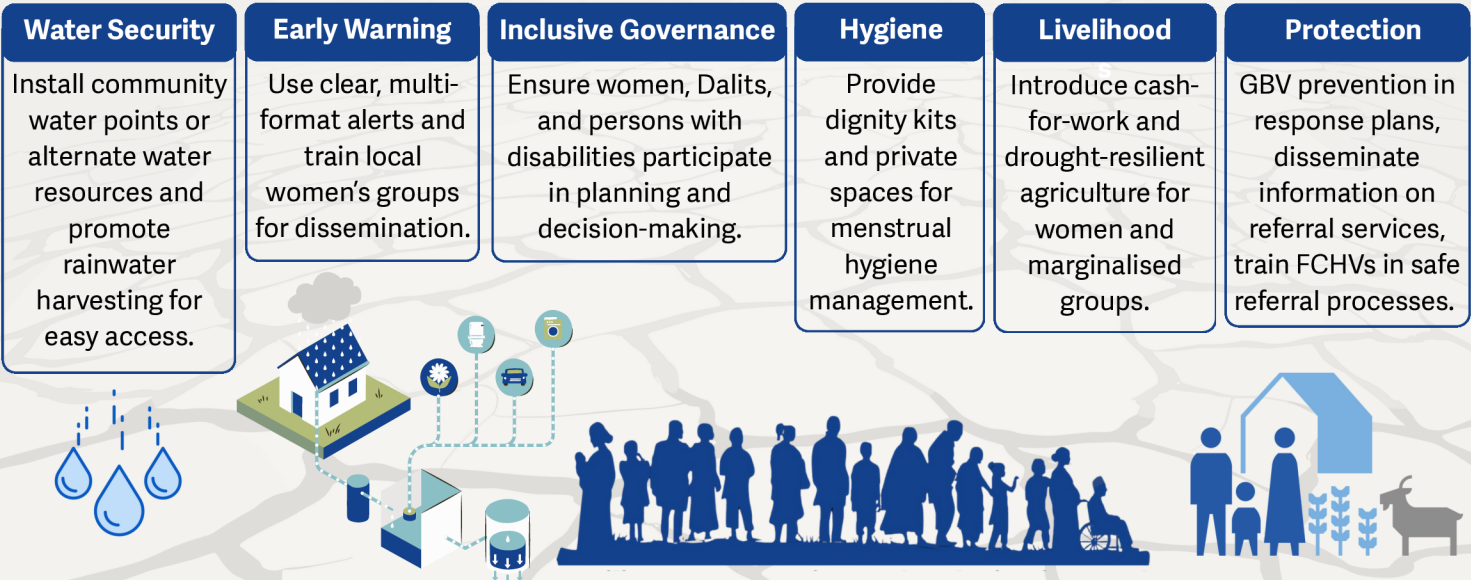 Water Security
Install community
water points or
alternate water
resources and
promote
rainwater
harvesting for
easy access.
Early Warning
Use clear, multi-
format alerts and
train local
women’s groups
for dissemination.
Inclusive Governance
Ensure women, Dalits,
and persons with
disabilities participate
in planning and
decision-making.
Hygiene
Provide
dignity kits
and private
spaces for
menstrual
hygiene
management.
Livelihood
Introduce cash-
for-work and
drought-resilient
agriculture for
women and
marginalised
groups.
Protection
GBV prevention in
response plans,
disseminate
information on
referral services,
train FCHVs in safe
referral processes.